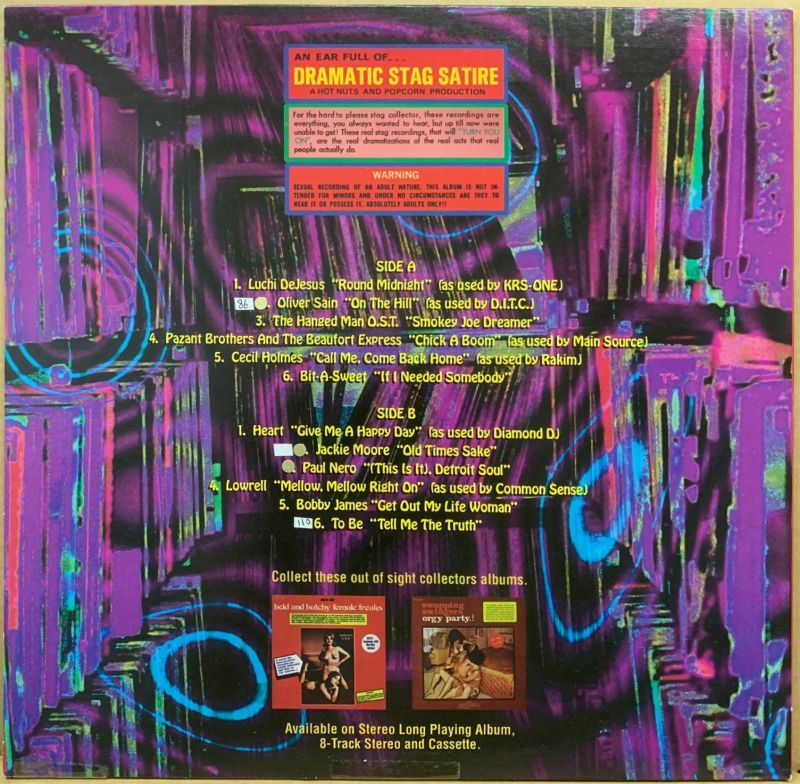 AN EAR FULL OF...
DRAMATIC STAG SATIRE
A HOT NUTS AND POPCORN PRODUCTION
For the hard to please stag collector, these recordings are
everything, you always wanted to hear, but up till now were
unable to get! These real stag recordings, that will "TURN YOU
ON", are the real dramatizations of the real acts that real
people actually do.
WARNING
SEXUAL RECORDING OF AN ADULT NATURE. THIS ALBUM IS NOT IN-
TENDED FOR MINORS AND UNDER NO CIRCUMSTANCES ARE THEY TO
HEAR IT OR POSSESS IT. ABSOLUTELY ADULTS ONLY!!
SIDE A
1. Luchi DeJesus "Round Midnight" (as used by KRS-ONE)
86 . Oliver Sain "On The Hill" (as used by D.I.T.C.)
3. The Hanged Man O.S.T. "Smokey Joe Dreamer"
4. Pazant Brothers And The Beaufort Express "Chick A Boom" (as used by Main Source)
5. Cecil Holmes "Call Me, Come Back Home" (as used by Rakim)
6. Bit-A-Sweet "If I Needed Somebody"
SIDE B
1. Heart "Give Me A Happy Day" (as used by Diamond D)
. Jackie Moore "Old Times Sake"
. Paul Nero "(This Is It), Detroit Soul"
4. Lowrell "Mellow, Mellow Right On" (as used by Common Sense)
5. Bobby James "Get Out My Life Woman"
110 6. To Be "Tell Me The Truth"
Collect these out of sight collectors albums.
held and hotchy female freaks
swapping
swingers
orgy party.!
Available on Stereo Long Playing Album,
8-Track Stereo and Cassette.